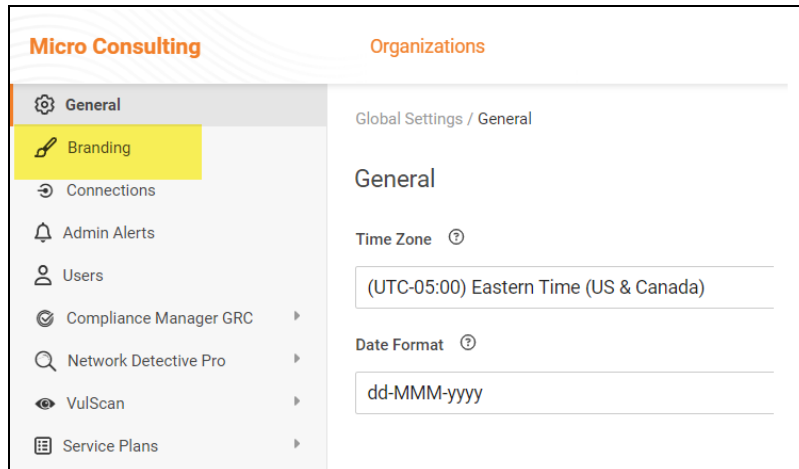 Micro Consulting
Organizations
General
Branding
Connections
Admin Alerts
Users
Compliance Manager GRC
Network Detective Pro
VulScan
Service Plans
Global Settings / General
General
Time Zone
(UTC-05:00) Eastern Time (US & Canada)
Date Format
dd-MMM-yyyy